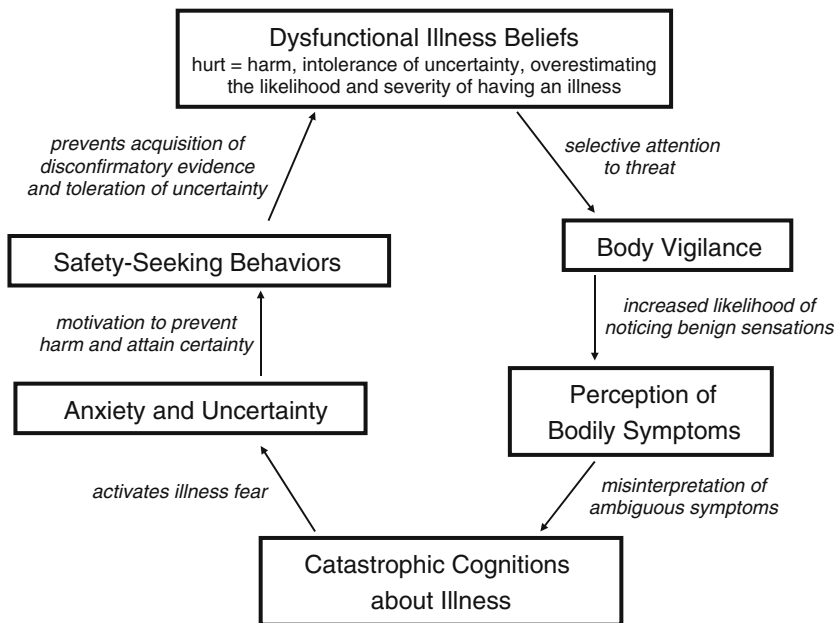 Dysfunctional Illness Beliefs
hurt = harm, intolerance of uncertainty, overestimating
the likelihood and severity of having an illness
prevents acquisition of
disconfirmatory evidence
and toleration of uncertainty
selective attention
to threat
Safety-Seeking Behaviors
Body Vigilance
motivation to prevent
harm and attain certainty
increased likelihood of
noticing benign sensations
Anxiety and Uncertainty
Perception of
Bodily Symptoms
activates illness fear
misinterpretation of
ambiguous symptoms
Catastrophic Cognitions
about Illness